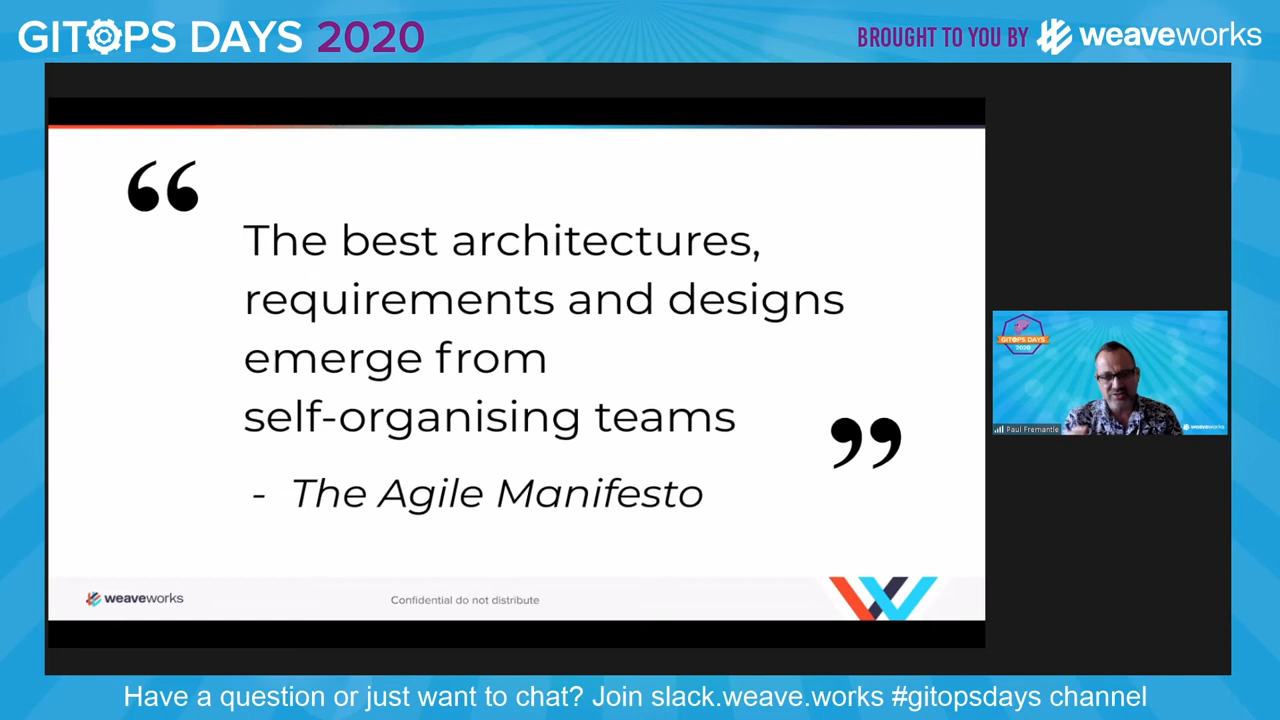 GITOPS DAYS 2020
BROUGHT TO YOU BY weaveworks
“
The best architectures,
requirements and designs
emerge from
self-organising teams
”
- The Agile Manifesto
weaveworks
Confidential do not distribute
GITOPS DAYS
2020
Paul Fremantle
weaveworks
Have a question or just want to chat? Join slack.weave.works #gitopsdays channel